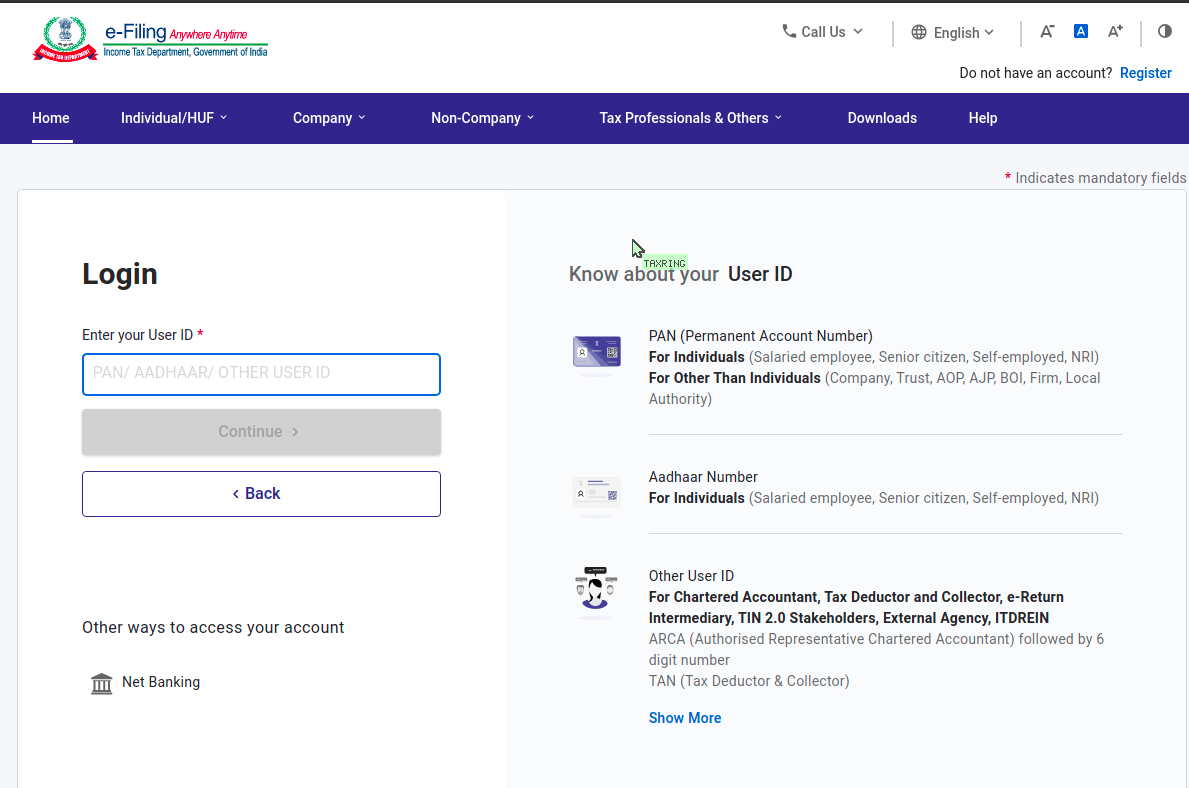 e-Filing Anywhere Anytime
Income Tax Department, Government of India
INCOME TAX DEPARTMENT
Call Us
English
A-
A
A+
Do not have an account? Register
Home
Individual/HUF
Company
Non-Company
Tax Professionals & Others
Downloads
Help
* Indicates mandatory fields
Login
Enter your User ID *
PAN/ AADHAAR/ OTHER USER ID
Continue >
< Back
Other ways to access your account
Net Banking
TAXRING
Know about your User ID
PAN (Permanent Account Number)
For Individuals (Salaried employee, Senior citizen, Self-employed, NRI)
For Other Than Individuals (Company, Trust, AOP, AJP, BOI, Firm, Local
Authority)
Aadhaar Number
For Individuals (Salaried employee, Senior citizen, Self-employed, NRI)
Other User ID
For Chartered Accountant, Tax Deductor and Collector, e-Return
Intermediary, TIN 2.0 Stakeholders, External Agency, ITDREIN
ARCA (Authorised Representative Chartered Accountant) followed by 6
digit number
TAN (Tax Deductor & Collector)
Show More